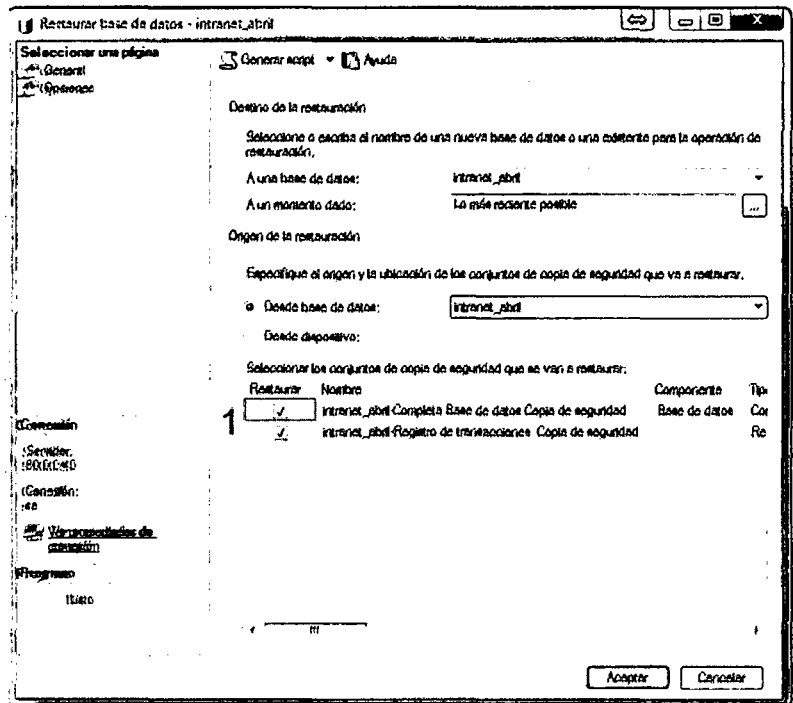 Restaurar base de datos - intranet_abril
Seleccionar una página
General
Opciones
Generar script Ayuda
Destino de la restauración
Seleccione o escriba el nombre de una nueva base de datos o una existente para la operación de
restauración.
A una base de datos: intranet_abril
A un momento dado: Lo más reciente posible ...
Origen de la restauración
Especifique el origen y la ubicación de los conjuntos de copia de seguridad que va a restaurar.
Desde base de datos: intranet_abril
Desde dispositivo:
Seleccionar los conjuntos de copia de seguridad que se van a restaurar:
Restaurar Nombre Componente Tip
1 intranet_abril-Completa Base de datos Copia de seguridad Base de datos Co
intranet_abril-Registro de transacciones Copia de seguridad Re
Conexión
Servidor:
Conexión:
sa
Ver propiedades de
conexión
Progreso
Listo
Aceptar Cancelar